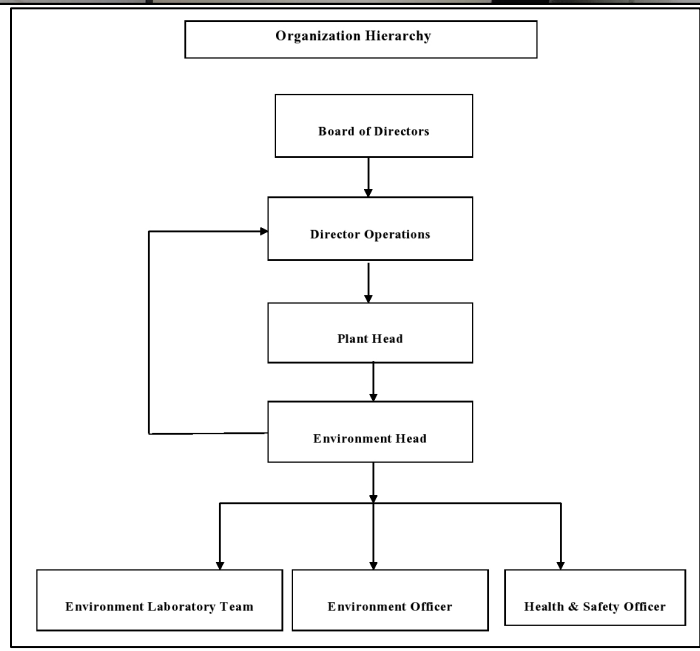 Organization Hierarchy
Board of Directors
Director Operations
Plant Head
Environment Head
Environment Laboratory Team
Environment Officer
Health & Safety Officer